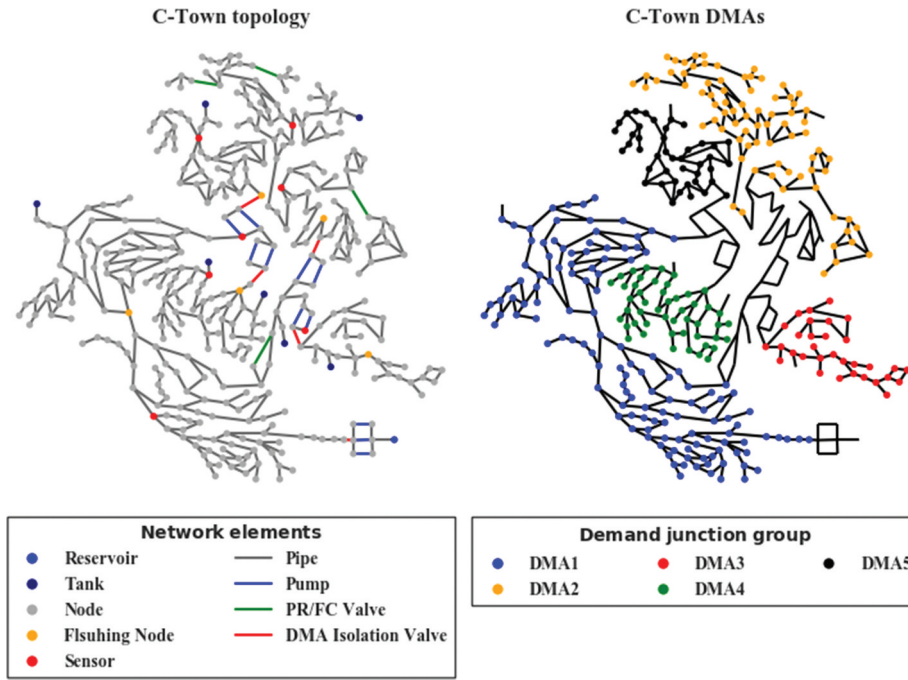 C-Town topology
C-Town DMAs
Network elements
Reservoir
Tank
Node
Flsuhing Node
Sensor
Pipe
Pump
PR/FC Valve
DMA Isolation Valve
Demand junction group
DMA1
DMA2
DMA3
DMA4
DMA5